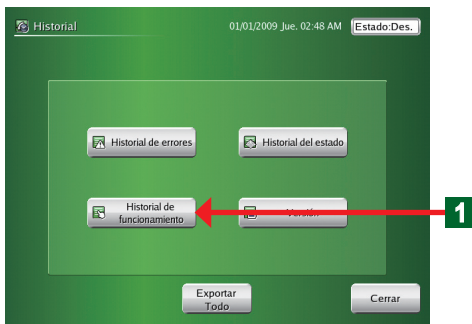 Historial
01/01/2009 Jue. 02:48 AM
Estado:Des.
Historial de errores
Historial del estado
Historial de
funcionamiento
Versión
1
Exportar
Todo
Cerrar